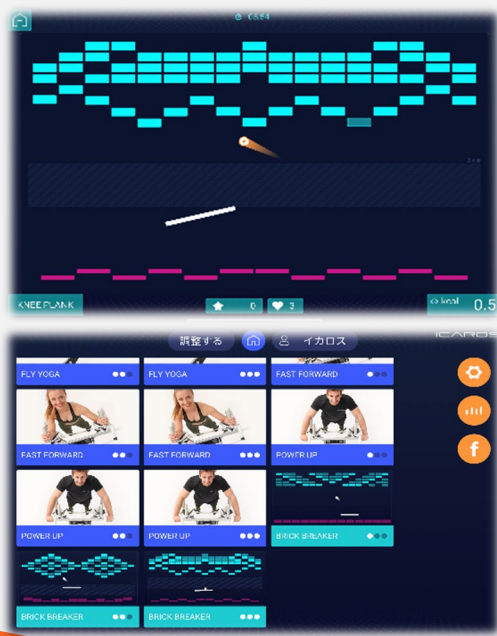 KNEE PLANK
0
3
kcal 0.5
調整する
イカロス
ICAROS
FLY YOGA
FLY YOGA
FAST FORWARD
FAST FORWARD
FAST FORWARD
POWER UP
POWER UP
POWER UP
BRICK BREAKER
BRICK BREAKER
BRICK BREAKER
f